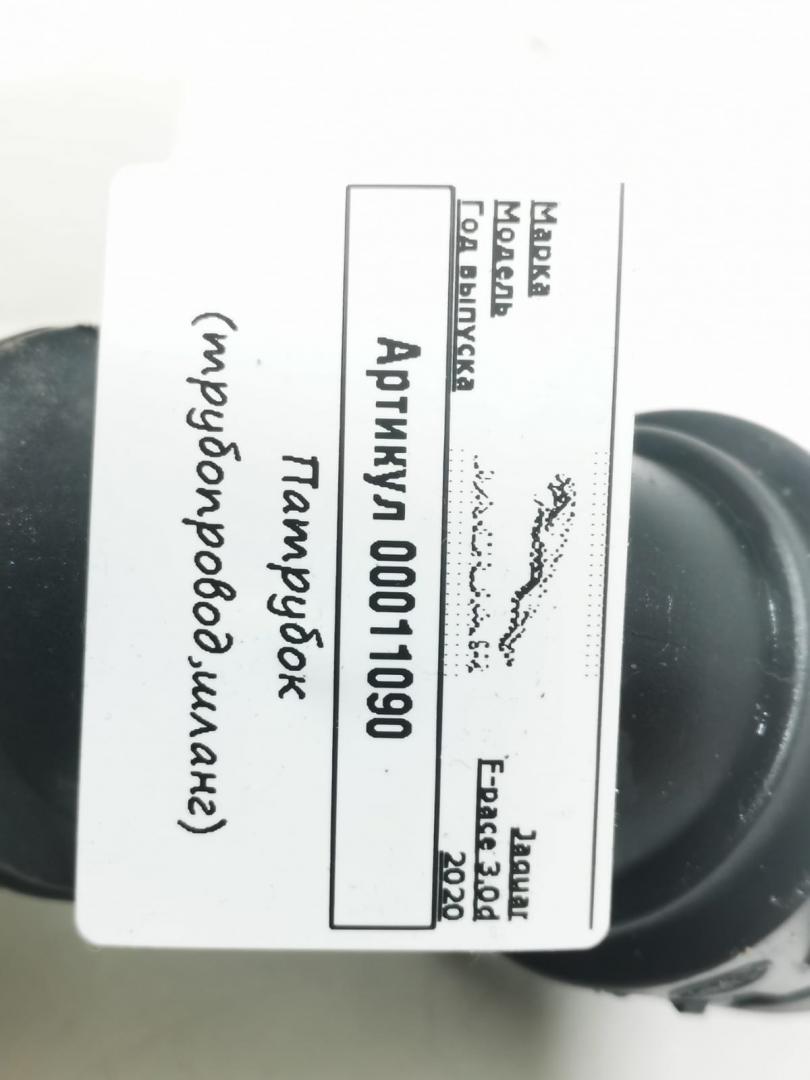 Марка Jaguar
Модель F-pace 3.0d
Год выпуска 2020
Артикул 00011090
Патрубок
(трубопровод,шланг)